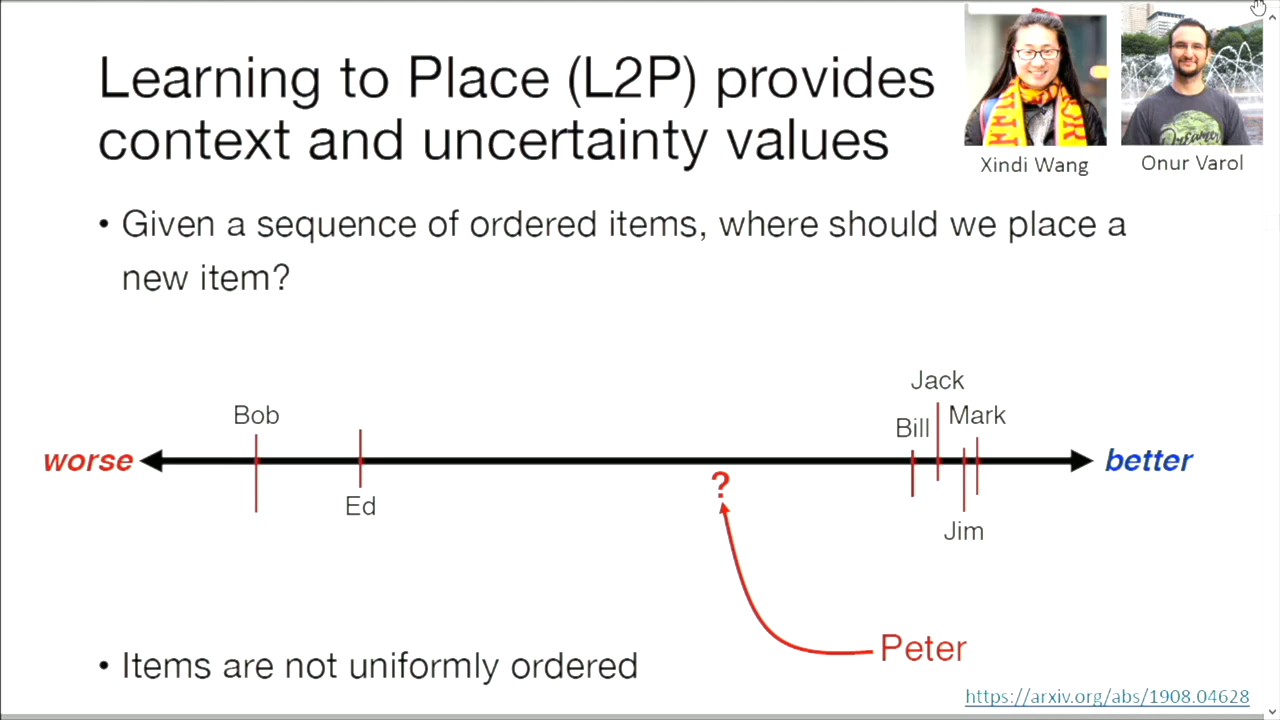 Learning to Place (L2P) provides
context and uncertainty values
Xindi Wang
Onur Varol
• Given a sequence of ordered items, where should we place a
new item?
Jack
Bob
Bill
Mark
worse
better
?
Ed
Jim
Peter
• Items are not uniformly ordered
https://arxiv.org/abs/1908.04628